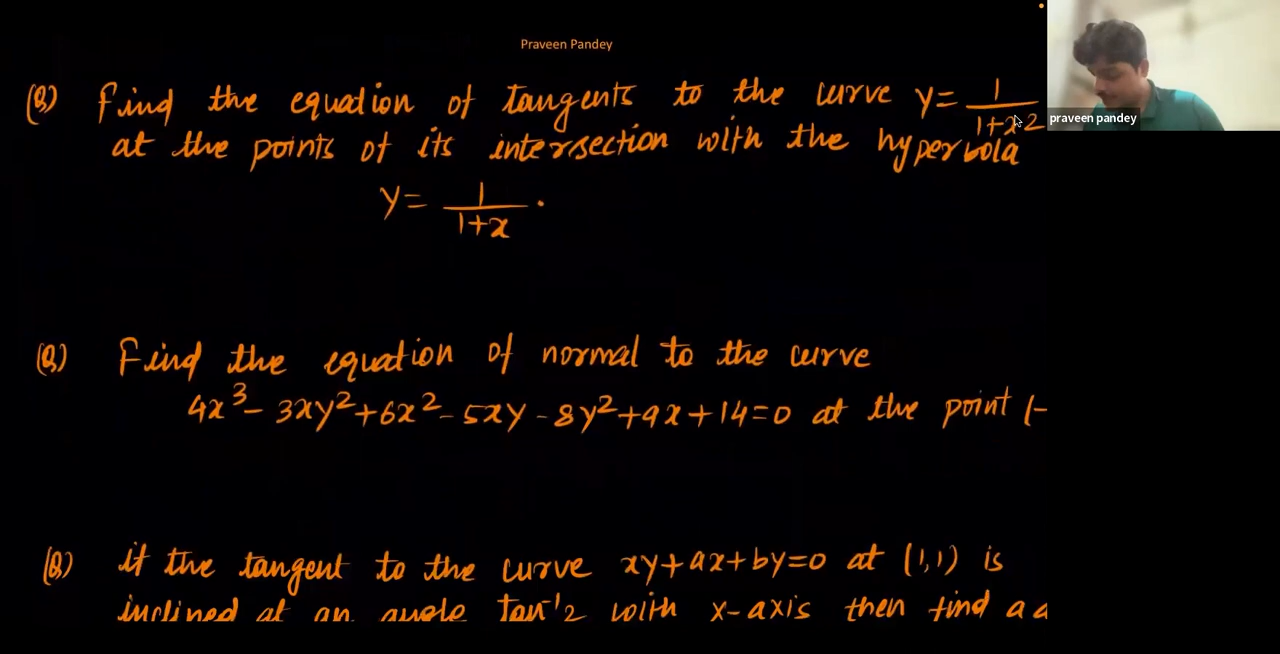 Praveen Pandey
(Q) Find the equation of tangents to the curve y = 1/(1+x2
praveen pandey
at the points of its intersection with the hyperbola
y = 1/(1+x) .
(Q) Find the equation of normal to the curve
4x³ - 3xy² + 6x² - 5xy - 8y² + 9x + 14 = 0 at the point (-
(Q) if the tangent to the curve xy + ax + by = 0 at (1,1) is
inclined at an angle tan⁻¹2 with x-axis then find a